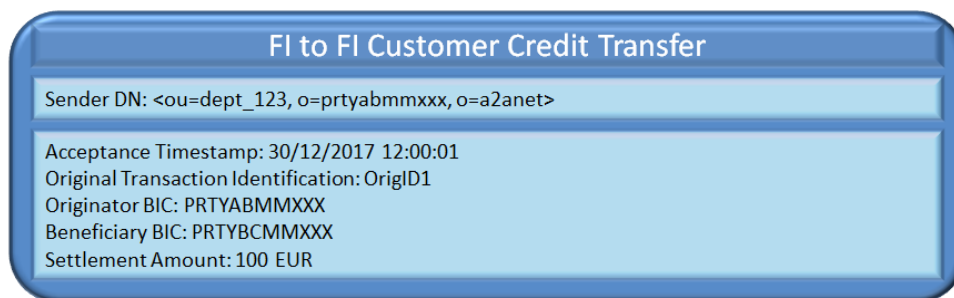 FI to FI Customer Credit Transfer
Sender DN: <ou=dept_123, o=prtyabmmxxx, o=a2anet>
Acceptance Timestamp: 30/12/2017 12:00:01
Original Transaction Identification: OrigID1
Originator BIC: PRTYABMMXXX
Beneficiary BIC: PRTYBCMMXXX
Settlement Amount: 100 EUR